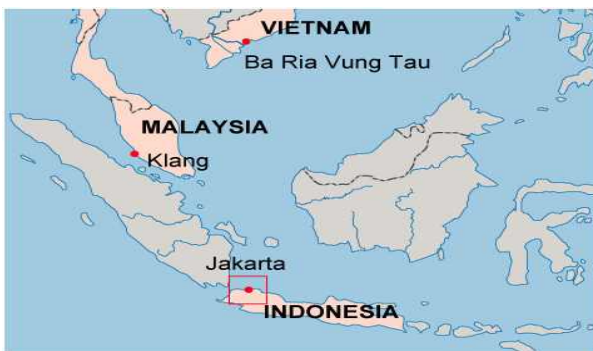 VIETNAM
Ba Ria Vung Tau
MALAYSIA
Klang
Jakarta
INDONESIA